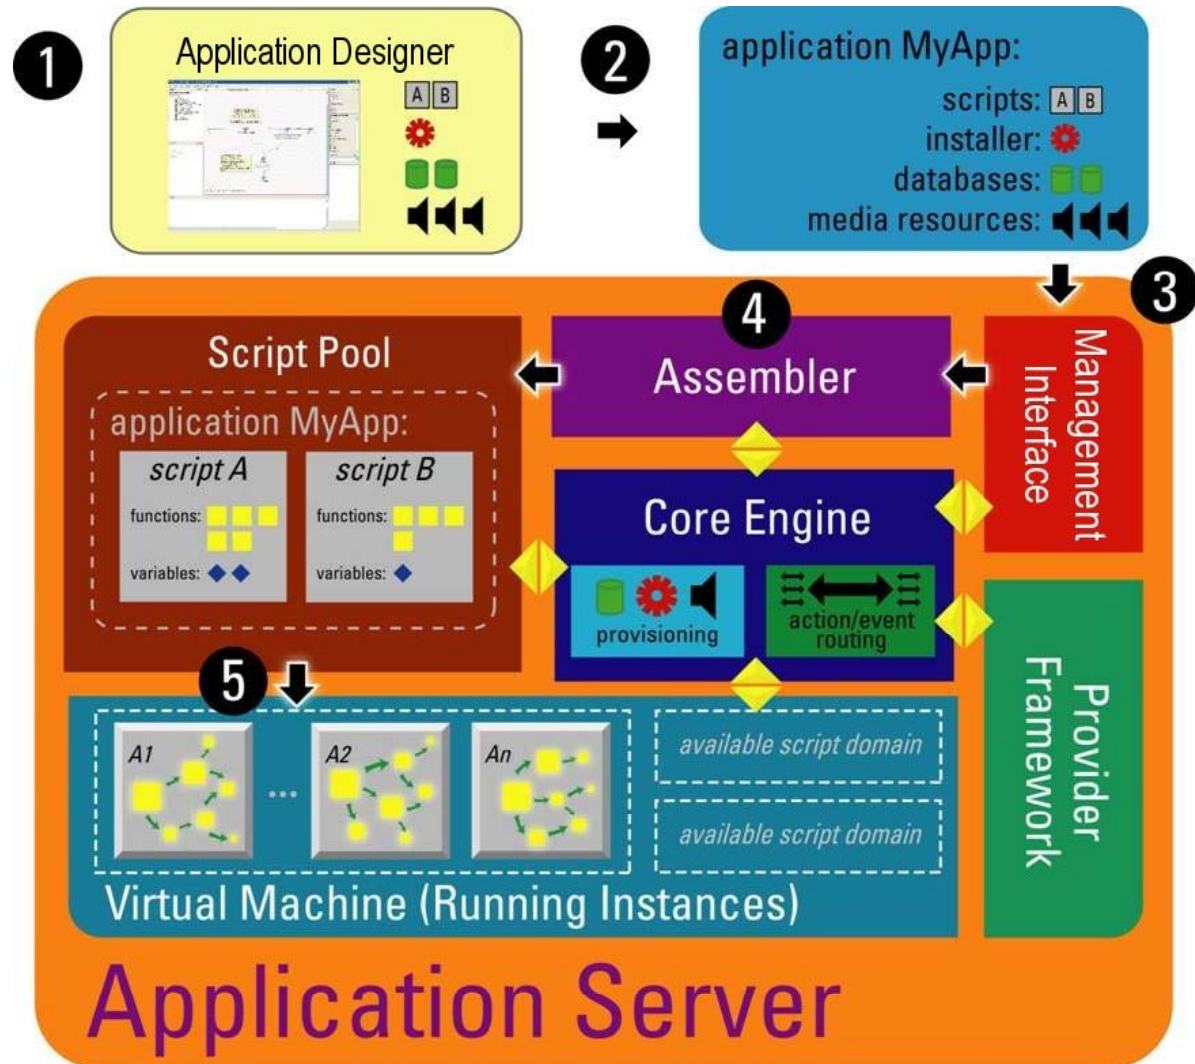 1
Application Designer
A B
2
application MyApp:
scripts: A B
installer:
databases:
media resources:
3
Management
Interface
4
Assembler
Script Pool
application MyApp:
script A
functions:
variables:
script B
functions:
variables:
Core Engine
provisioning
action/event
routing
Provider
Framework
5
A1
...
A2
An
available script domain
available script domain
Virtual Machine (Running Instances)
Application Server